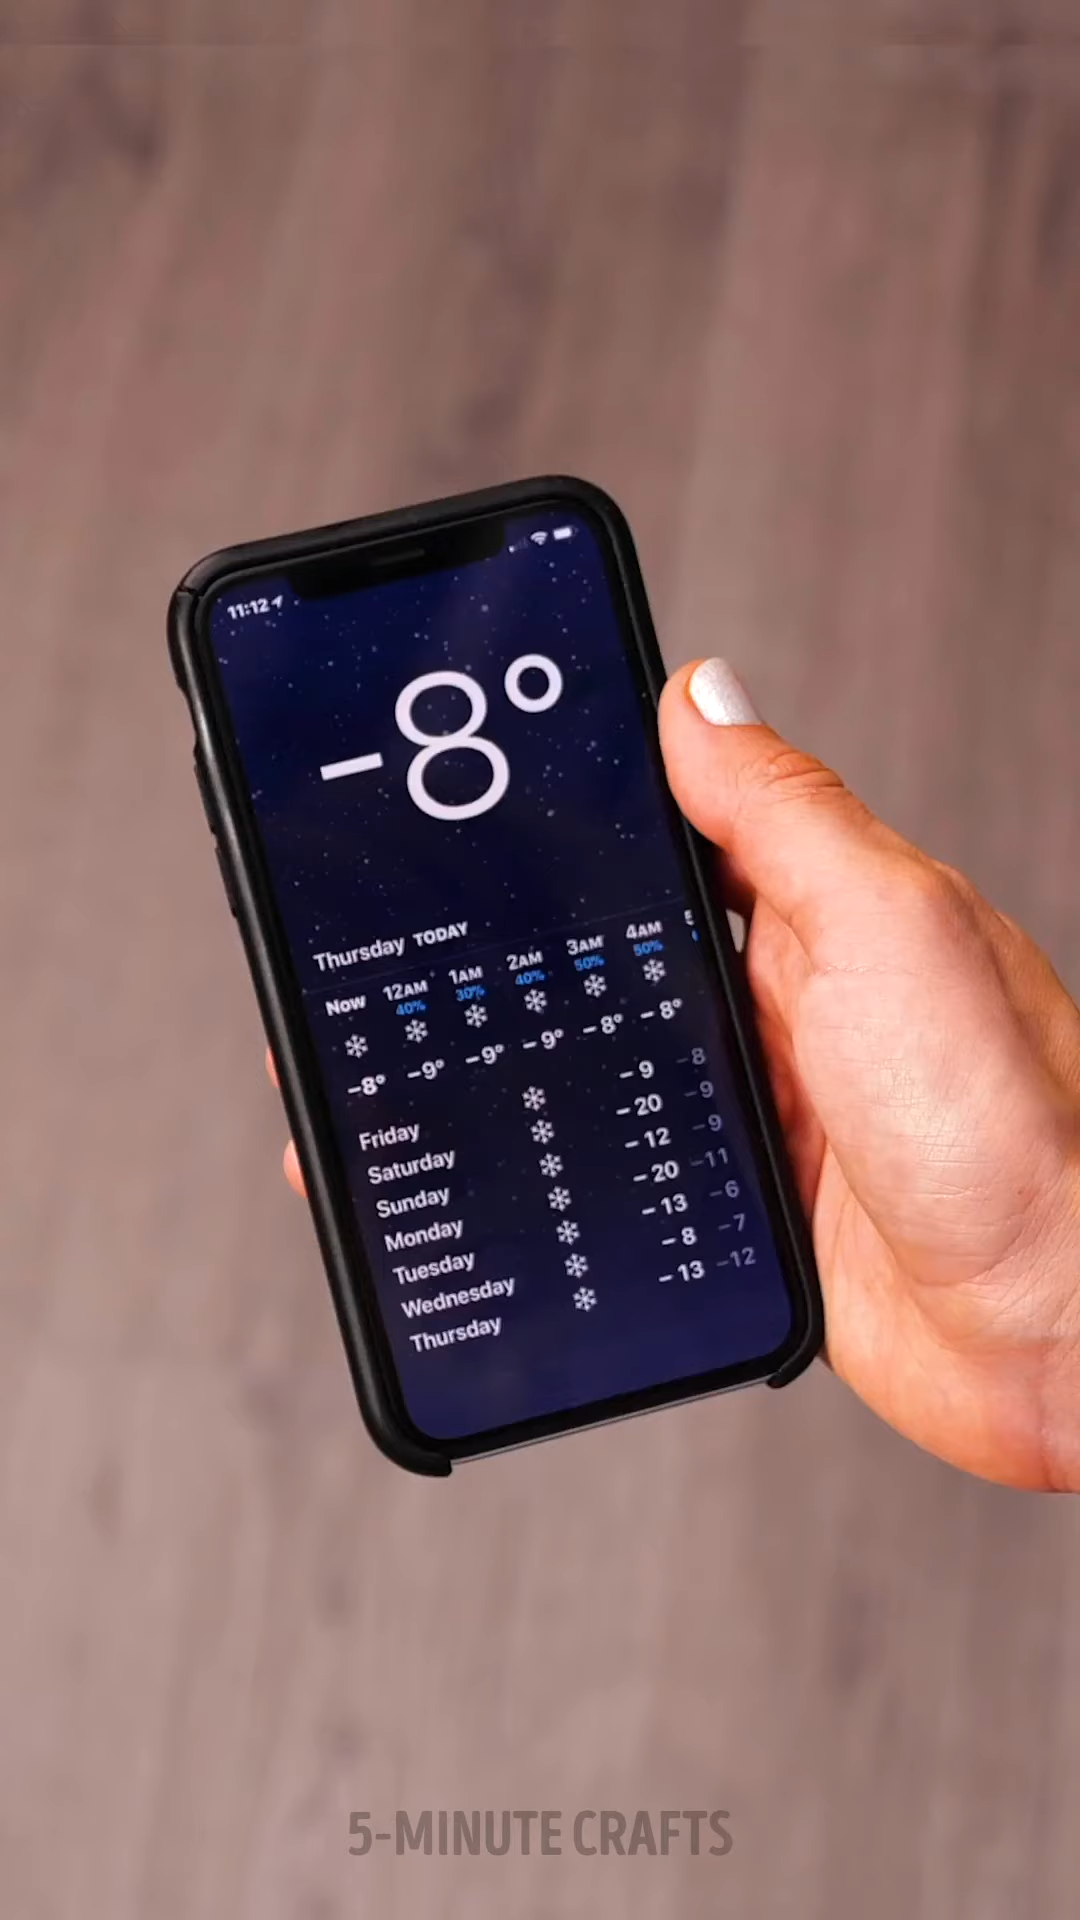 11:12
-8°
Thursday TODAY
Now 12AM 1AM 2AM 3AM 4AM
40% 30% 40% 50% 50%
-8° -9° -9° -9° -8° -8°
Friday -9 -8
Saturday -20 -9
Sunday -12 -9
Monday -20 -11
Tuesday -13 -6
Wednesday -8 -7
Thursday -13 -12
5-MINUTE CRAFTS